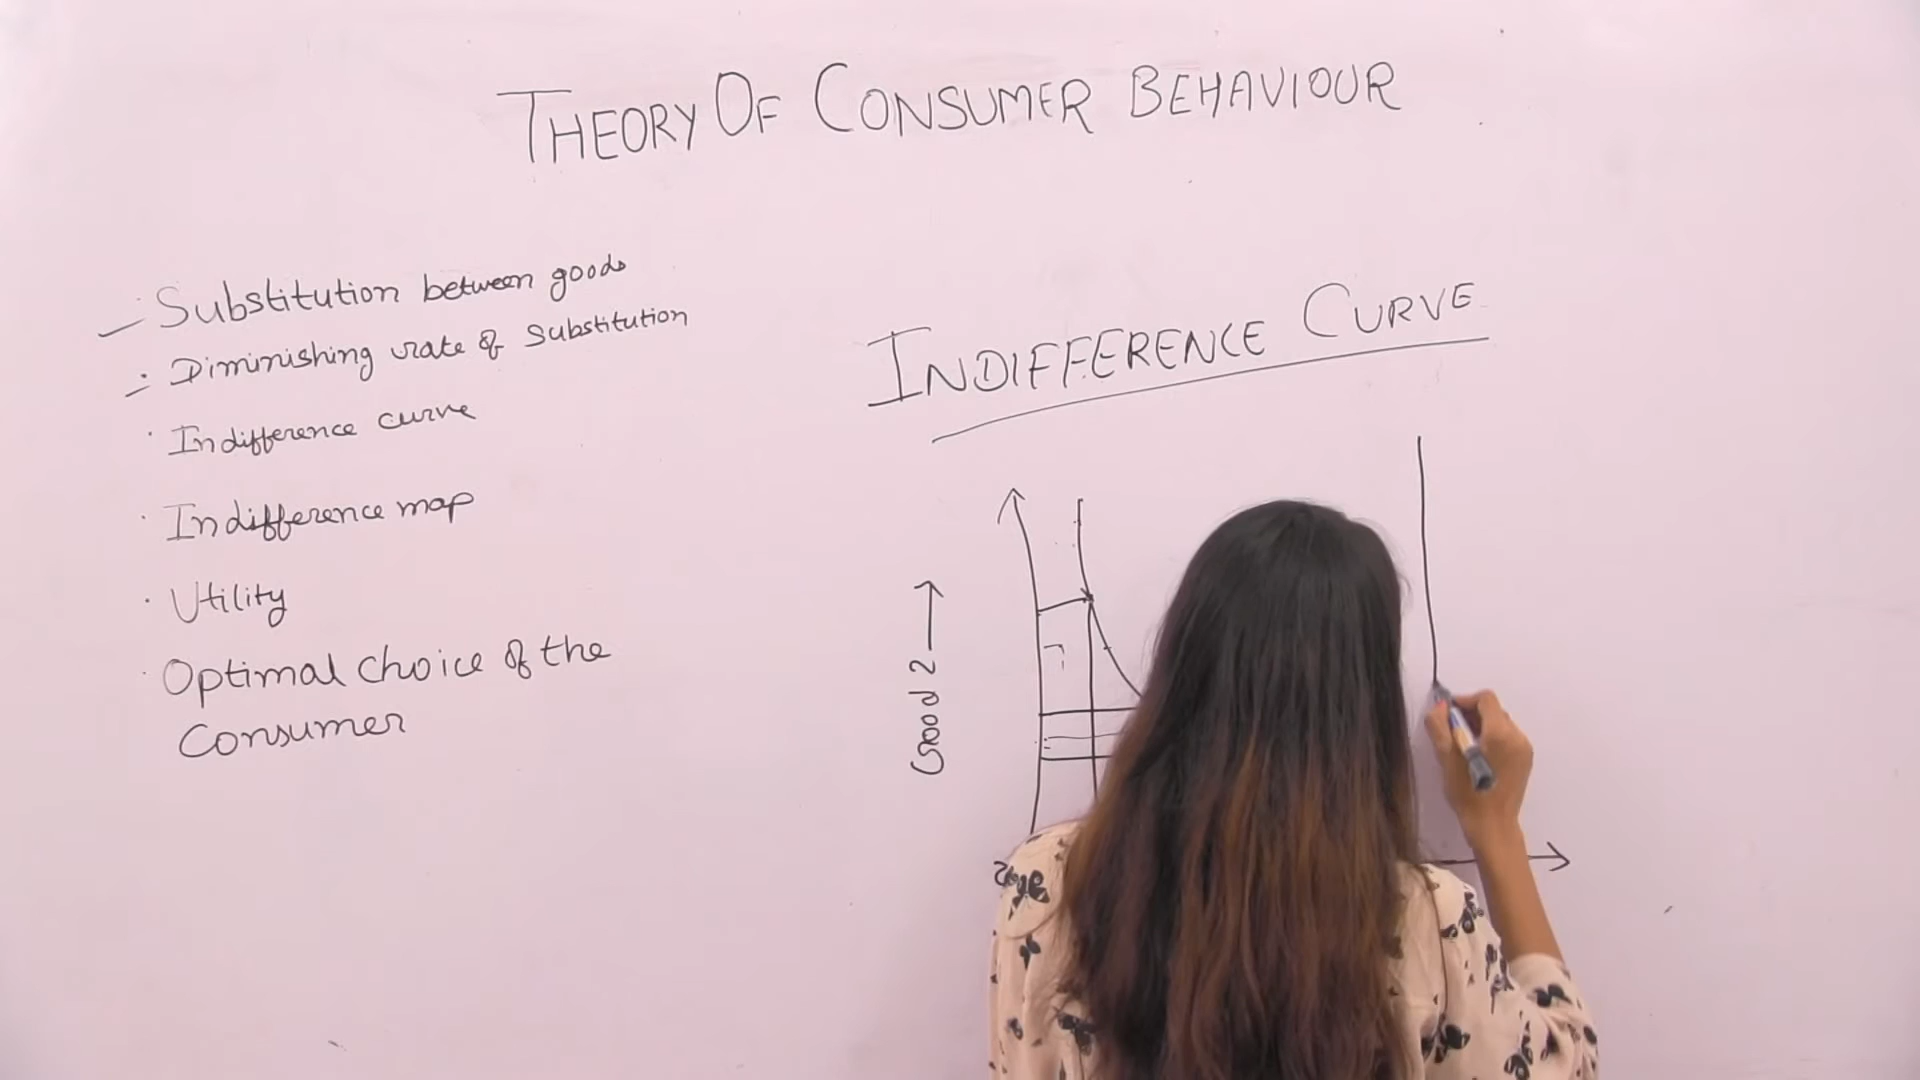 THEORY OF CONSUMER BEHAVIOUR
· Substitution between goods
· Diminishing rate of substitution
· Indifference curve
· Indifference map
· Utility
· Optimal choice of the
Consumer
INDIFFERENCE CURVE
Good 2